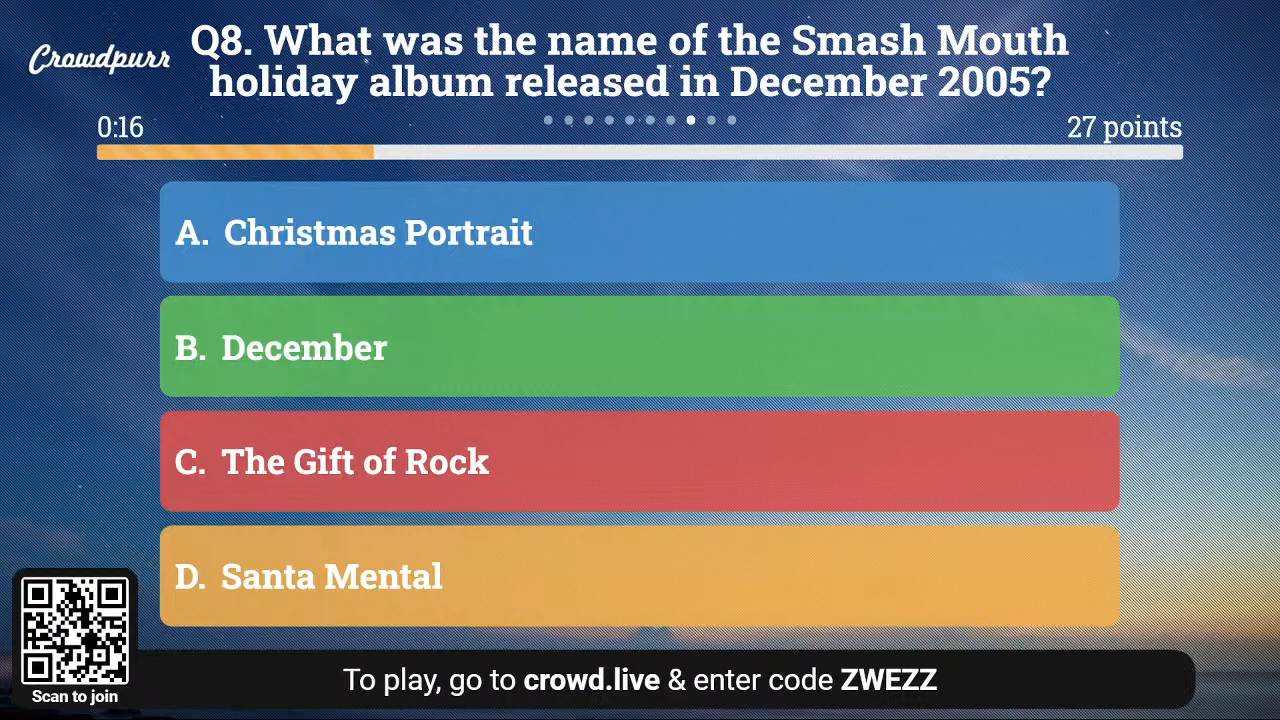 Crowdpurr
Q8. What was the name of the Smash Mouth
holiday album released in December 2005?
0:16
27 points
A. Christmas Portrait
B. December
C. The Gift of Rock
D. Santa Mental
Scan to join
To play, go to crowd.live & enter code ZWEZZ